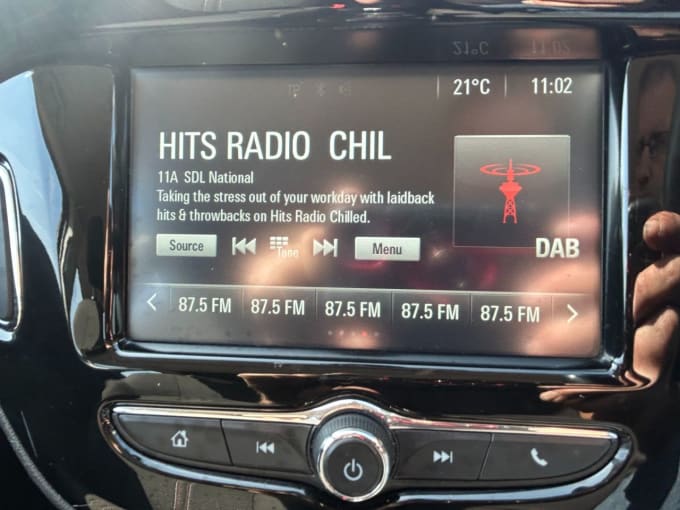 21°C 11:02
HITS RADIO CHIL
11A SDL National
Taking the stress out of your workday with laidback
hits & throwbacks on Hits Radio Chilled.
Source Tone Menu
DAB
87.5 FM 87.5 FM 87.5 FM 87.5 FM 87.5 FM